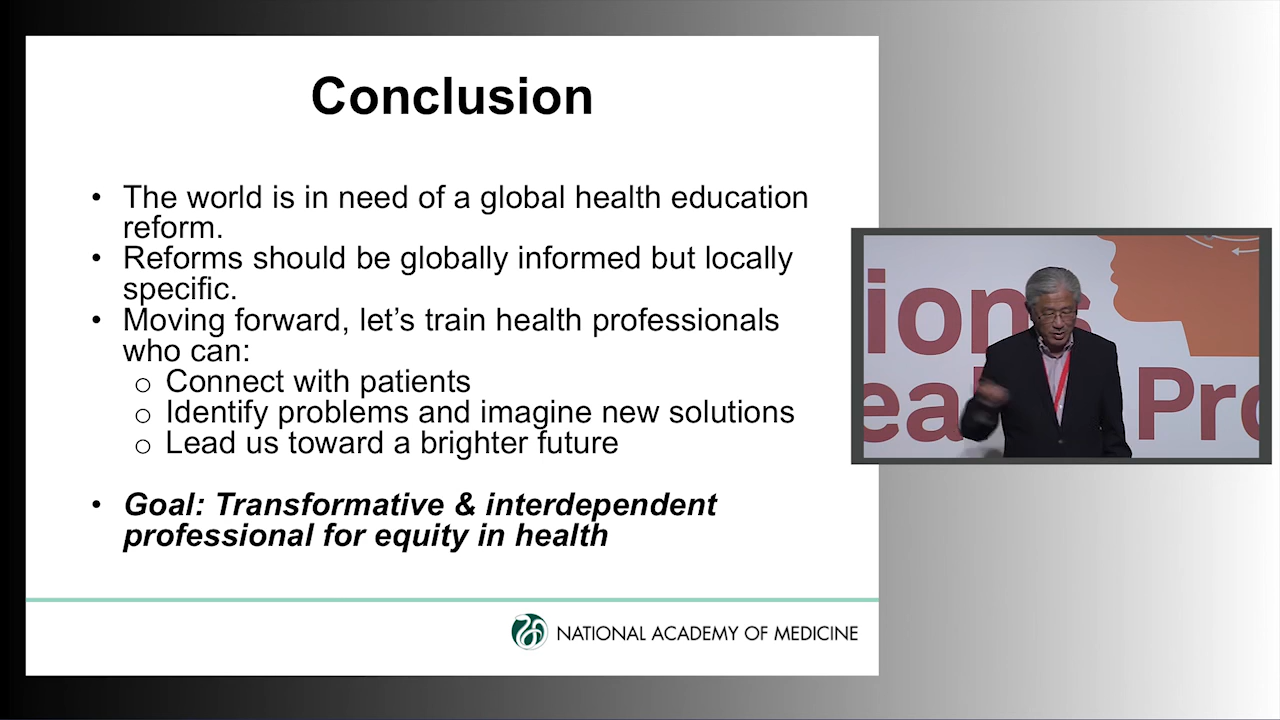 Conclusion
• The world is in need of a global health education
reform.
• Reforms should be globally informed but locally
specific.
• Moving forward, let’s train health professionals
who can:
o Connect with patients
o Identify problems and imagine new solutions
o Lead us toward a brighter future
• Goal: Transformative & interdependent
professional for equity in health
NATIONAL ACADEMY OF MEDICINE
ions
Pro